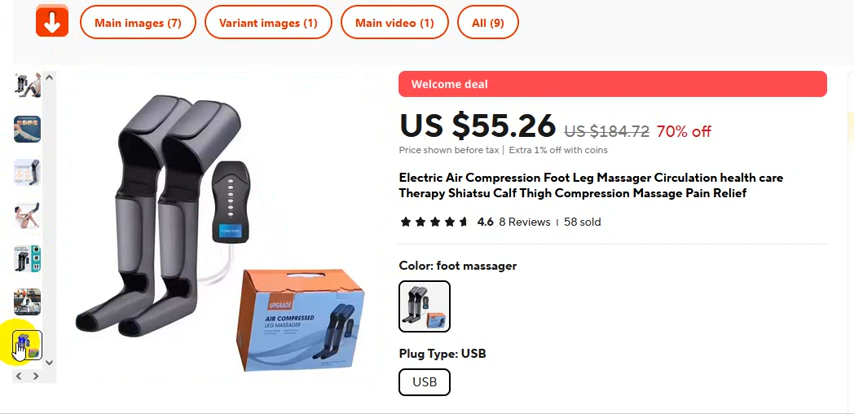 Main images (7)
Variant images (1)
Main video (1)
All (9)
Welcome deal
US $55.26 US $184.72 70% off
Price shown before tax | Extra 1% off with coins
Electric Air Compression Foot Leg Massager Circulation health care
Therapy Shiatsu Calf Thigh Compression Massage Pain Relief
4.6 8 Reviews | 58 sold
UPGRADE
AIR COMPRESSED
LEG MASSAGER
Color: foot massager
Plug Type: USB
USB